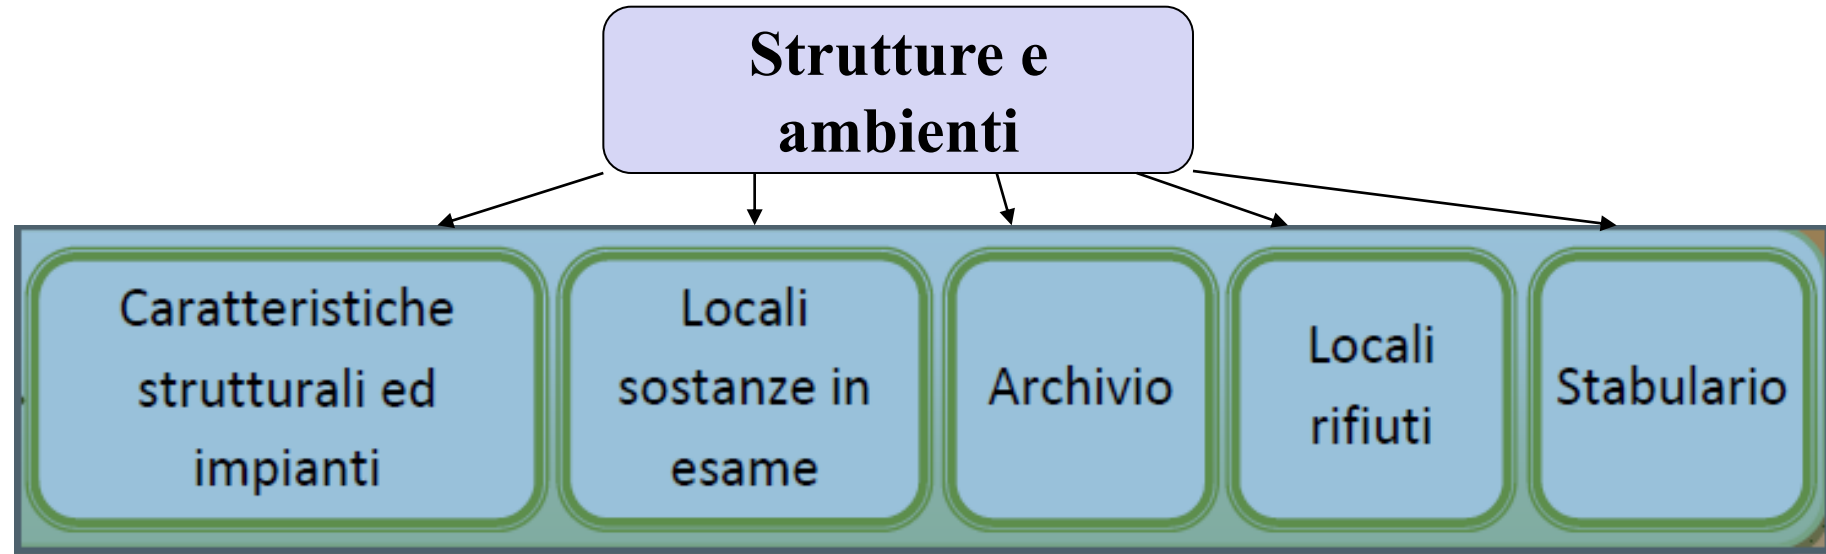 Strutture e
ambienti
Caratteristiche
strutturali ed
impianti
Locali
sostanze in
esame
Archivio
Locali
rifiuti
Stabulario